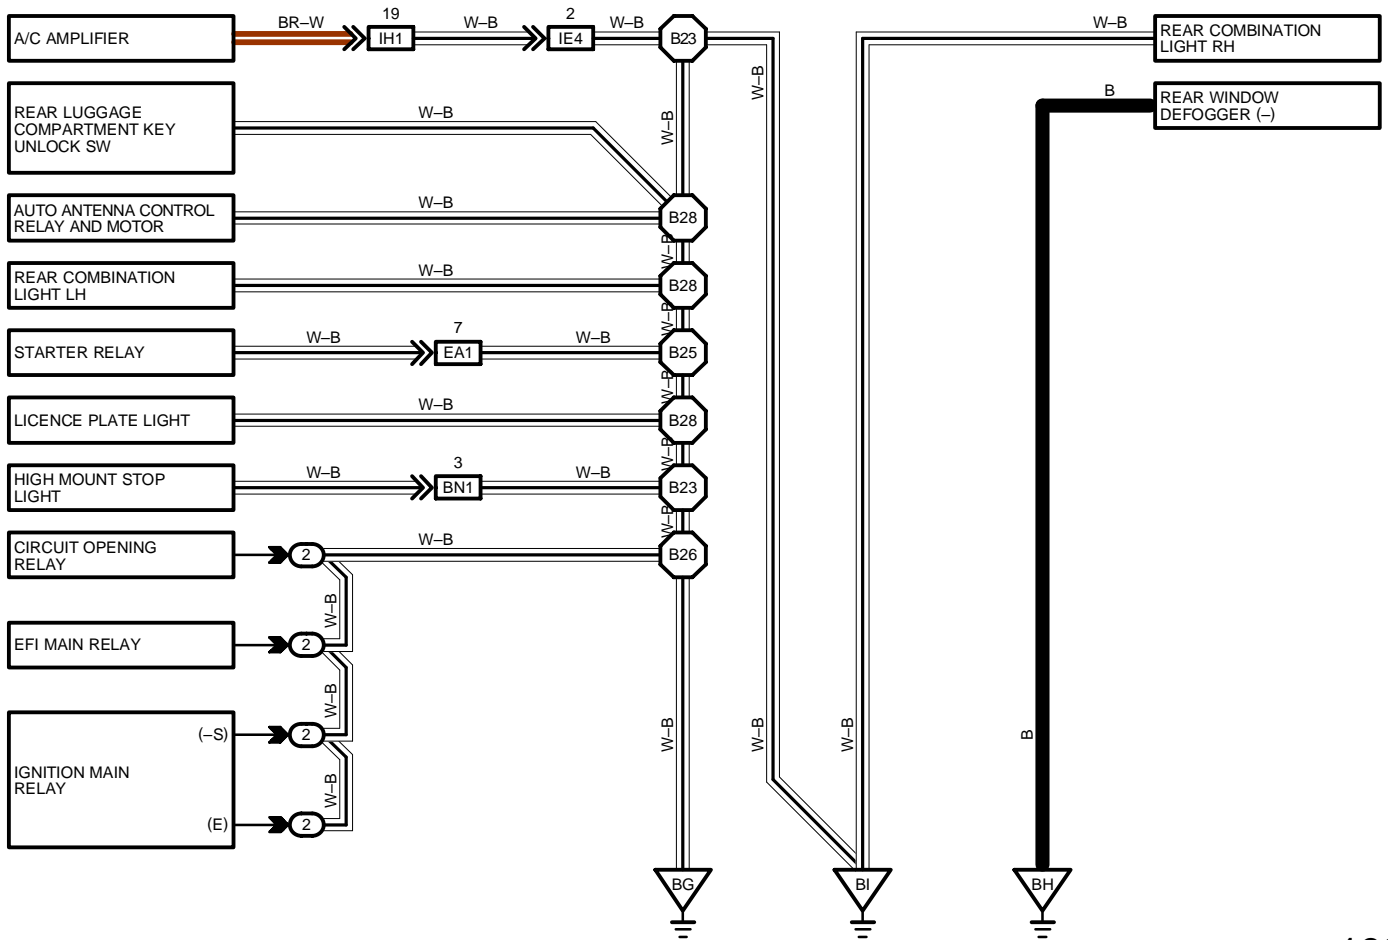 A/C AMPLIFIER
BR–W
19
IH1
W–B
2
IE4
W–B
B23
W–B
REAR COMBINATION
LIGHT RH
W–B
B
REAR WINDOW
DEFOGGER (–)
REAR LUGGAGE
COMPARTMENT KEY
UNLOCK SW
W–B
W–B
AUTO ANTENNA CONTROL
RELAY AND MOTOR
W–B
B28
W–B
REAR COMBINATION
LIGHT LH
W–B
B28
W–B
STARTER RELAY
W–B
7
EA1
W–B
B25
W–B
LICENCE PLATE LIGHT
W–B
B28
W–B
HIGH MOUNT STOP
LIGHT
W–B
3
BN1
W–B
B23
W–B
CIRCUIT OPENING
RELAY
2
W–B
B26
W–B
EFI MAIN RELAY
2
W–B
(–S)
2
W–B
W–B
W–B
B
IGNITION MAIN
RELAY
W–B
(E)
2
BG
BI
BH